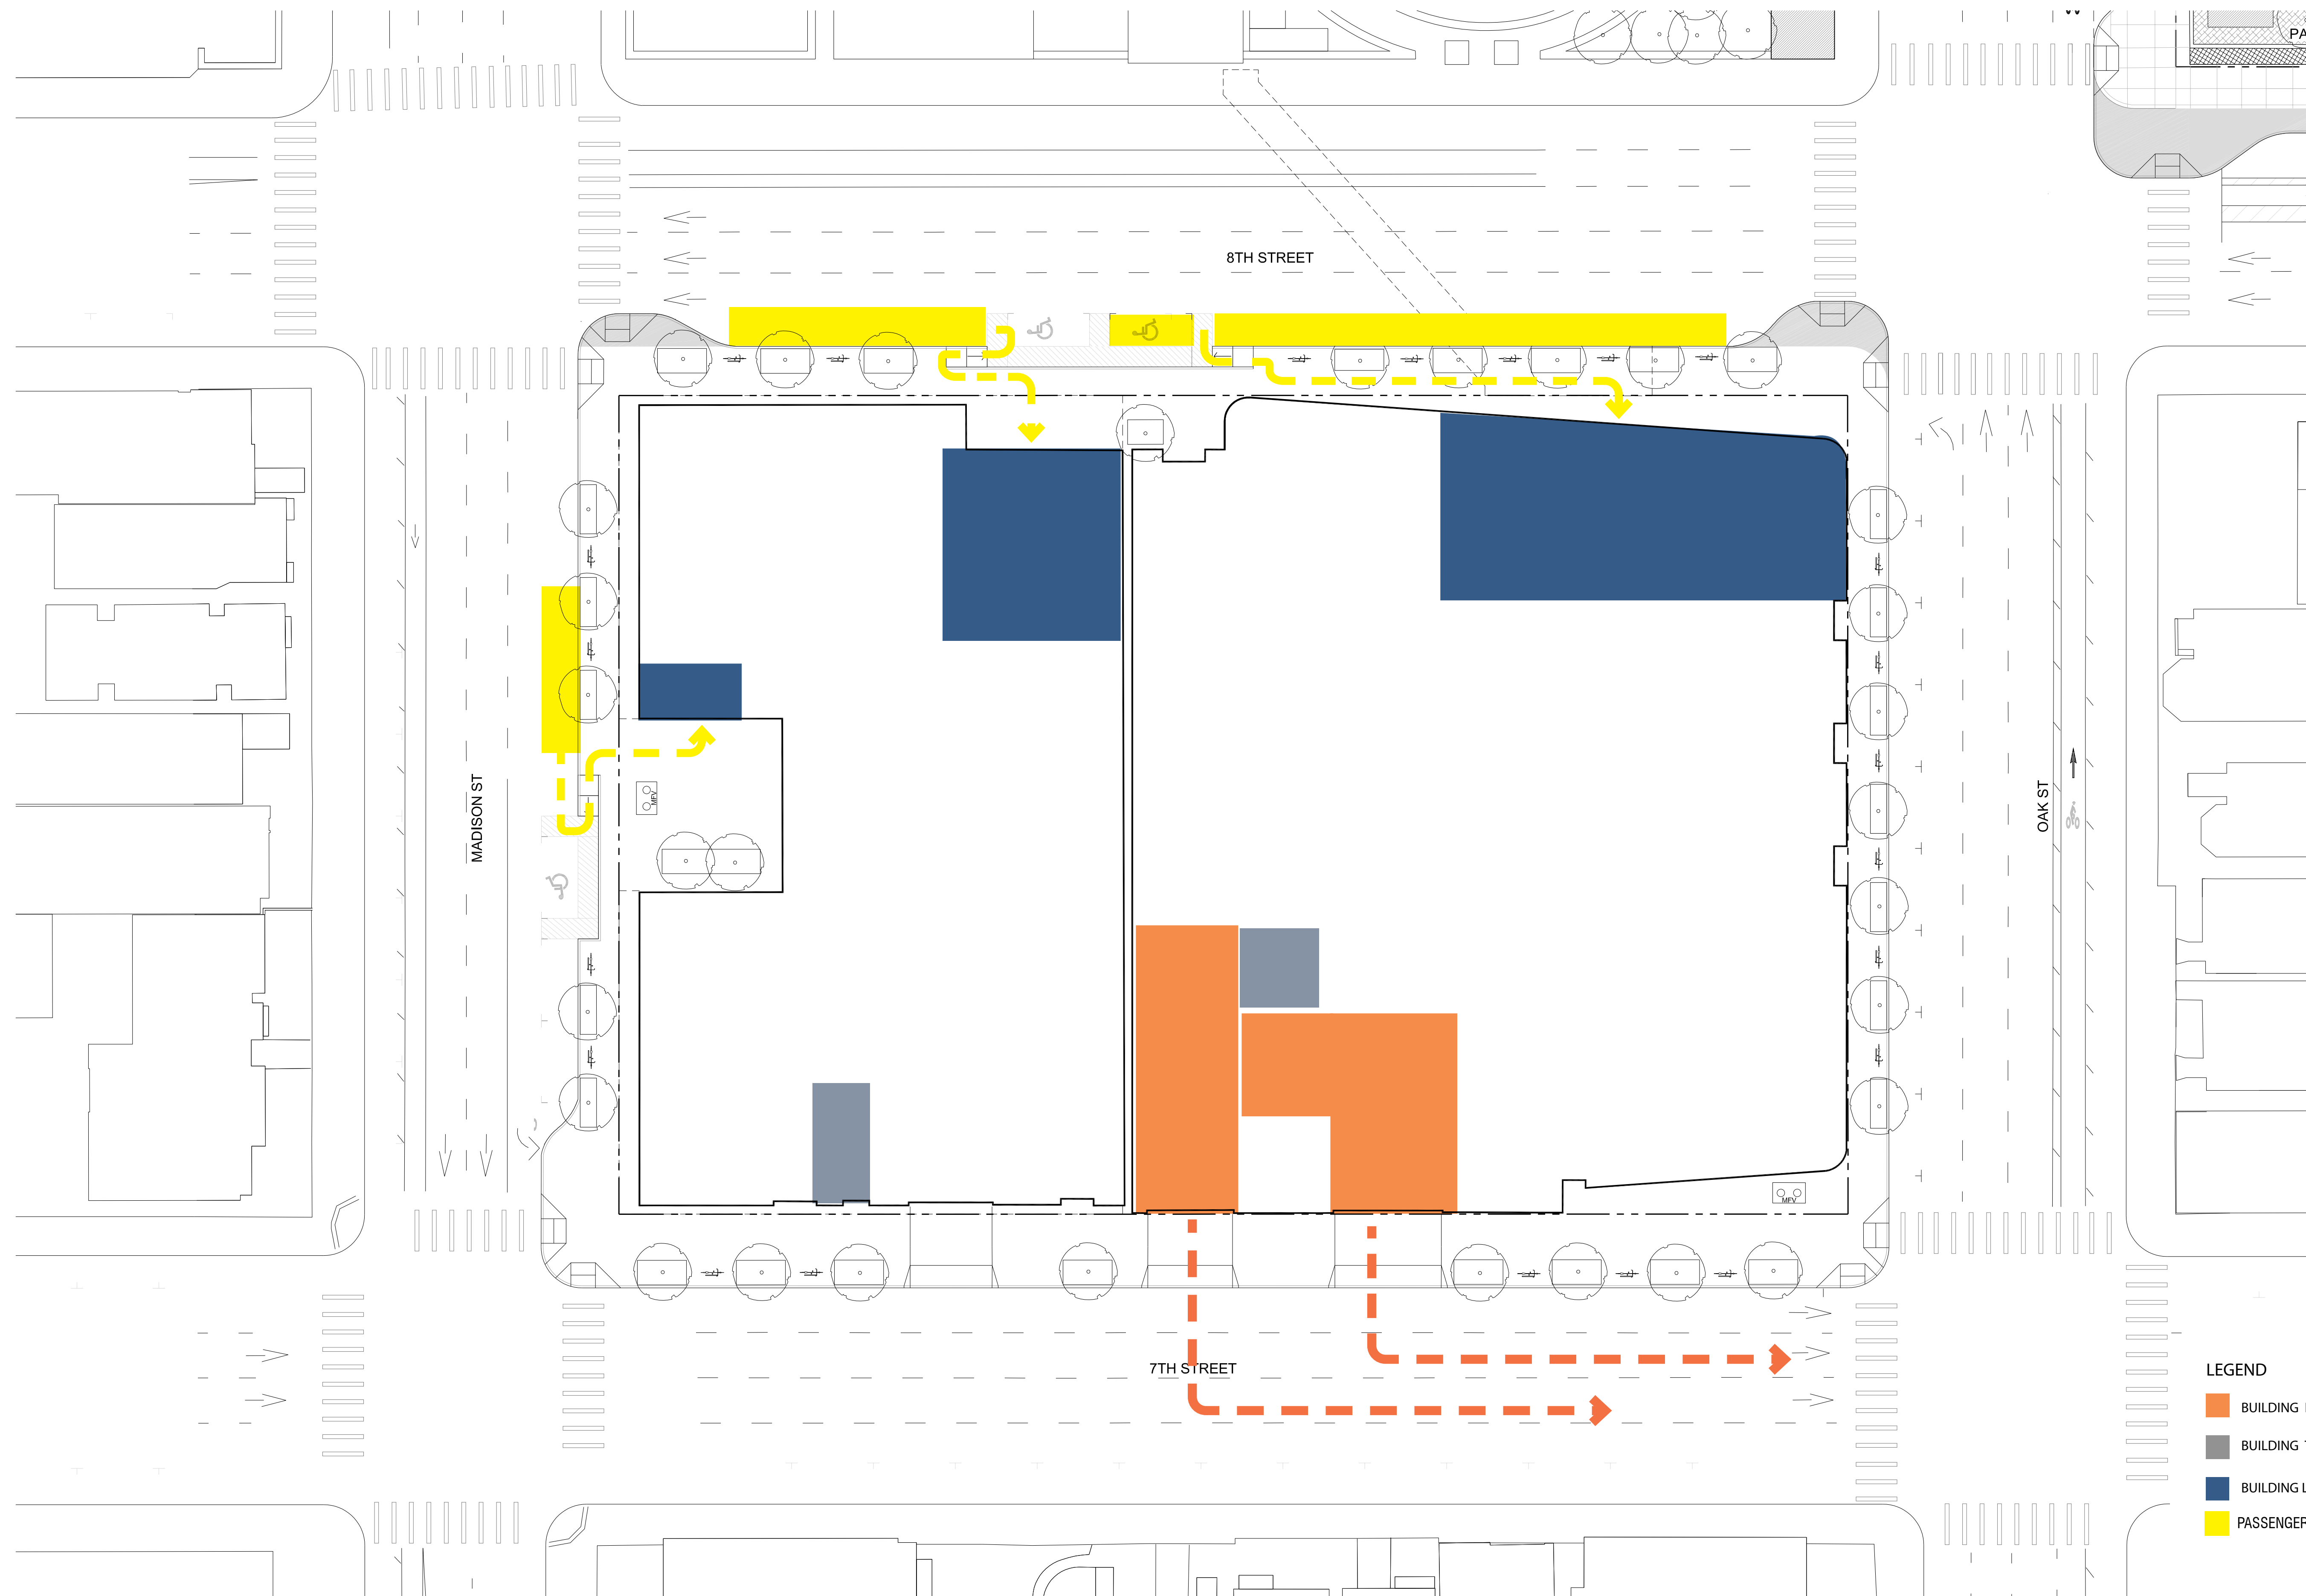 PA
8TH STREET
MADISON ST
MFV
OAK ST
MFV
7TH STREET
LEGEND
BUILDING
BUILDING
BUILDING L
PASSENGER